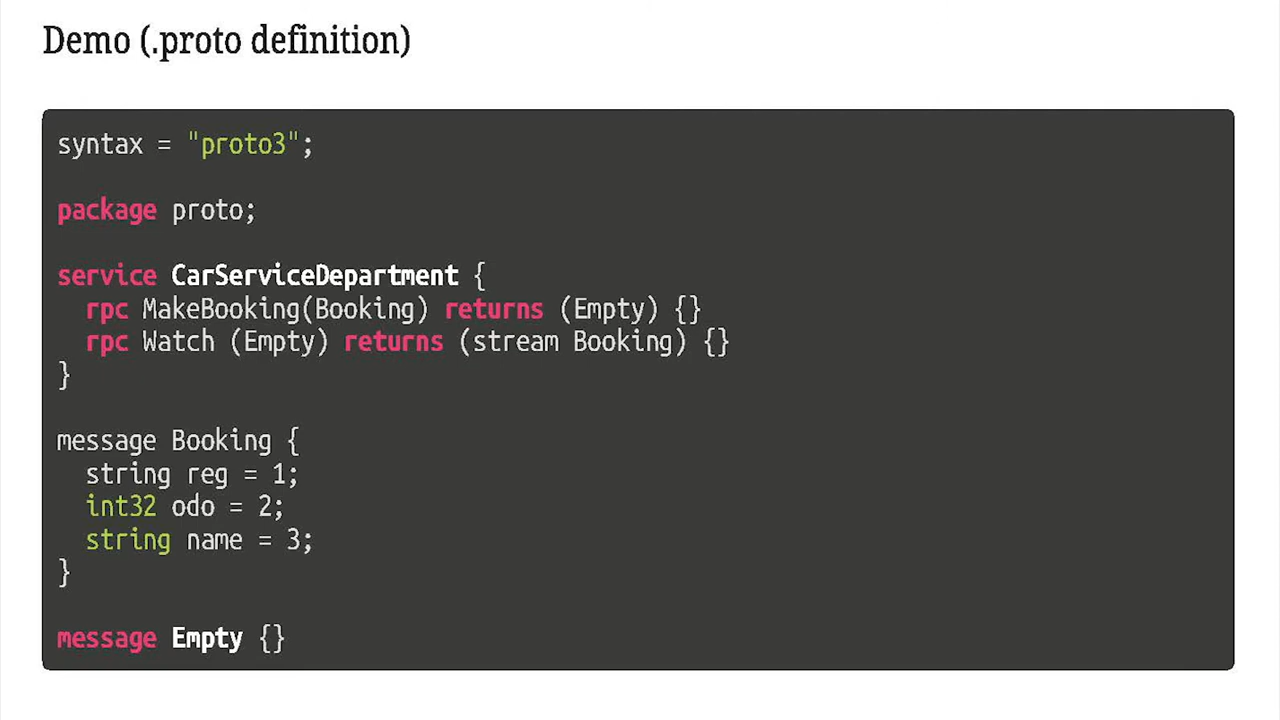 Demo (.proto definition)
syntax = "proto3";
package proto;
service CarServiceDepartment {
  rpc MakeBooking(Booking) returns (Empty) {}
  rpc Watch (Empty) returns (stream Booking) {}
}
message Booking {
  string reg = 1;
  int32 odo = 2;
  string name = 3;
}
message Empty {}